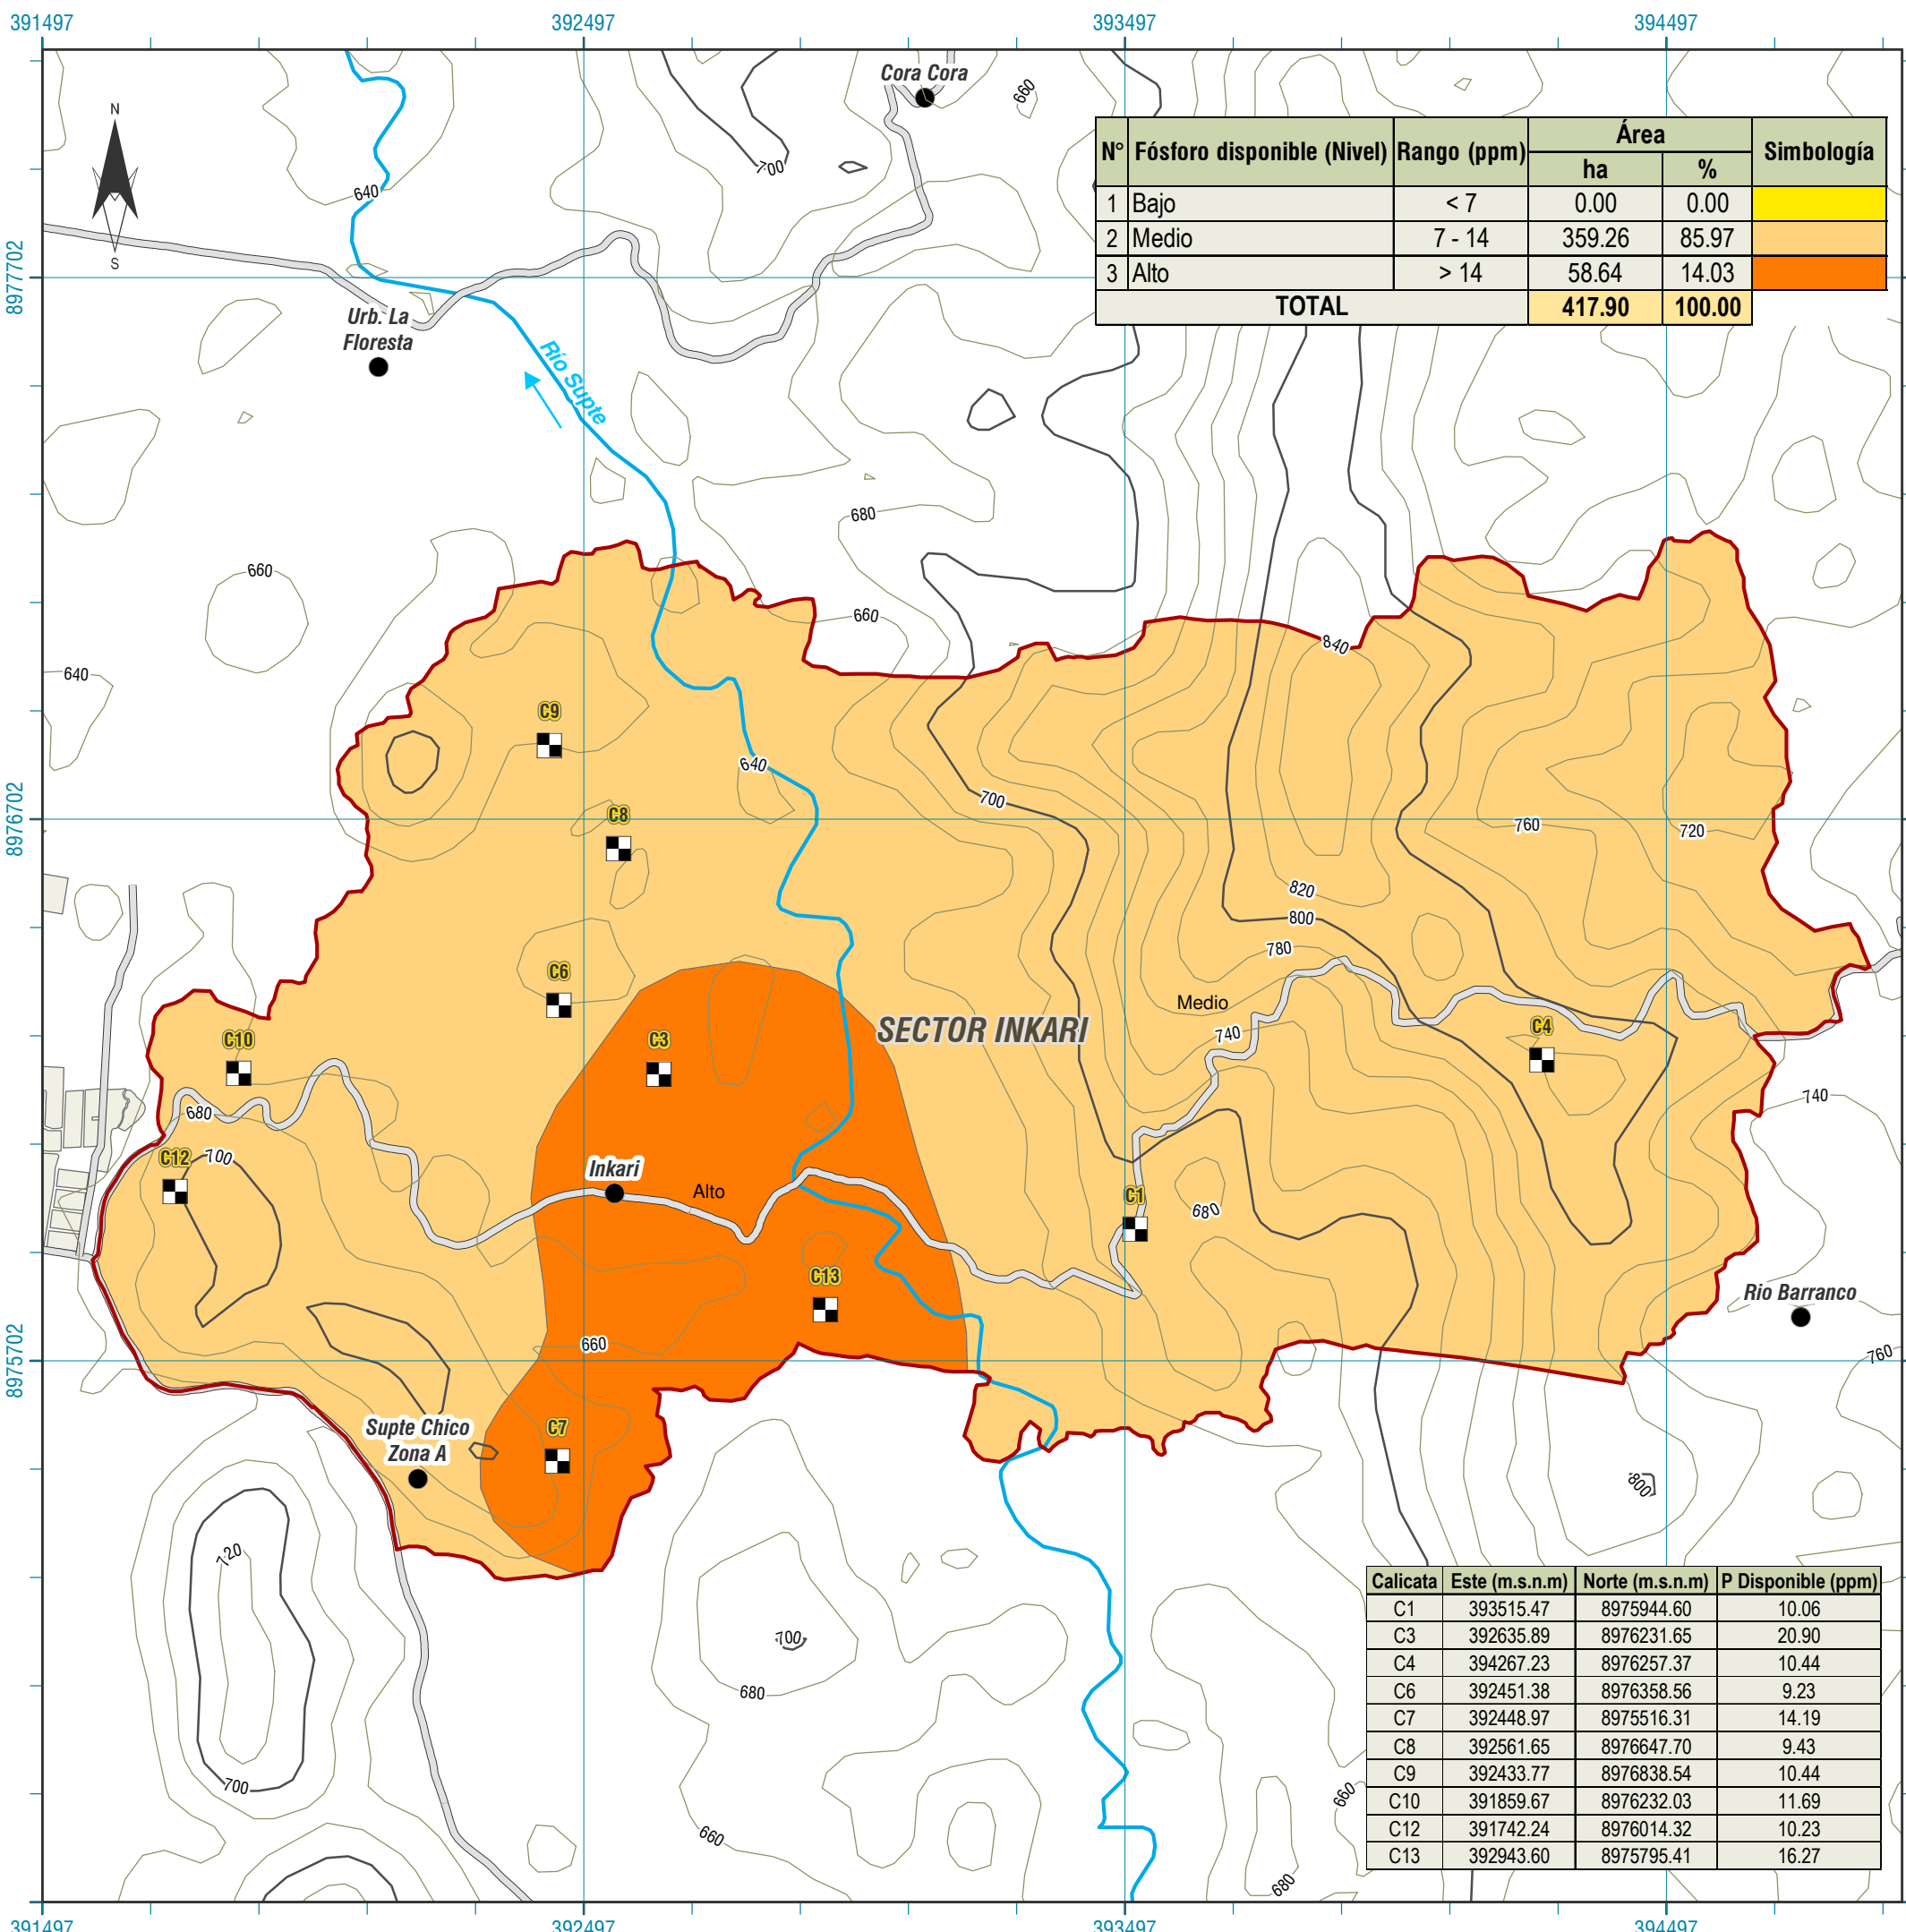 391497 392497 393497 394497
Cora Cora
660
N
S
700
640
N° Fósforo disponible (Nivel) Rango (ppm) Área Simbología
ha %
1 Bajo < 7 0.00 0.00
2 Medio 7 - 14 359.26 85.97
3 Alto > 14 58.64 14.03
TOTAL 417.90 100.00
8977702
Urb. La
Floresta
Río Supte
680
660
660
640
840
C9
640
700
C8
8976702
760
720
820
800
780
C6
Medio
SECTOR INKARI
740
C3
C4
C10
680
740
C12
700
Inkari
Alto
C1
680
C13
Rio Barranco
660
8975702
760
Supte Chico
Zona A
C7
800
720
700
680
700
660
660
680
Calicata Este (m.s.n.m) Norte (m.s.n.m) P Disponible (ppm)
C1 393515.47 8975944.60 10.06
C3 392635.89 8976231.65 20.90
C4 394267.23 8976257.37 10.44
C6 392451.38 8976358.56 9.23
C7 392448.97 8975516.31 14.19
C8 392561.65 8976647.70 9.43
C9 392433.77 8976838.54 10.44
C10 391859.67 8976232.03 11.69
C12 391742.24 8976014.32 10.23
C13 392943.60 8975795.41 16.27
391497 392497 393497 394497